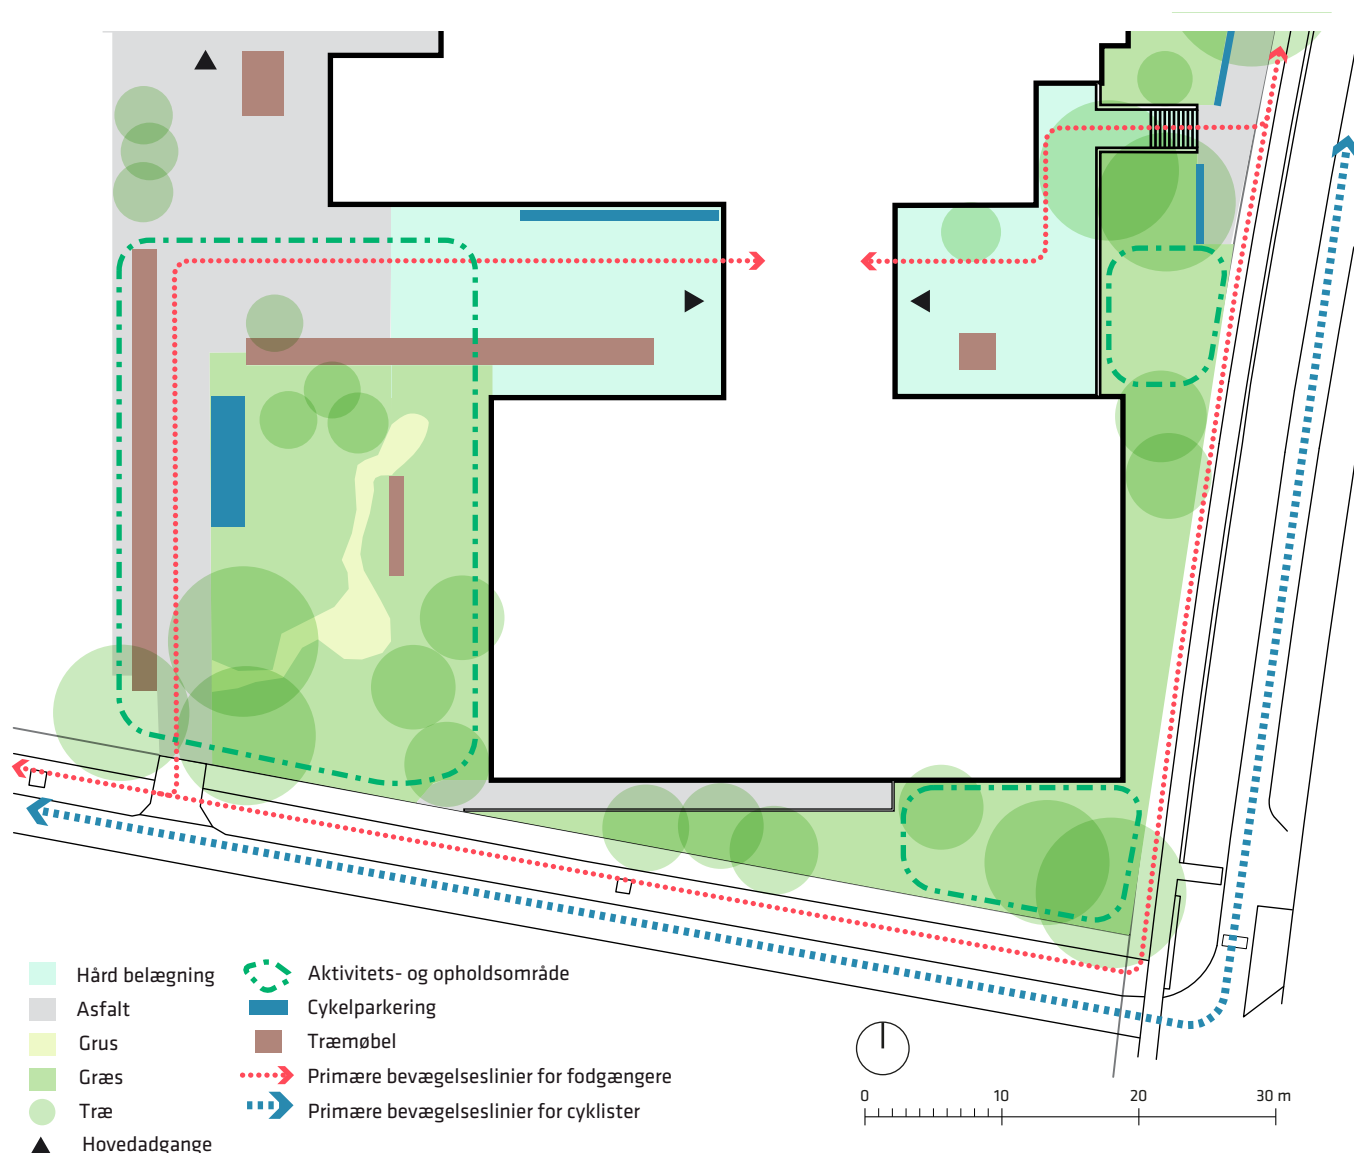 Hård belægning
Asfalt
Grus
Græs
Træ
Hovedadgange
Aktivitets- og opholdsområde
Cykelparkering
Træmøbel
Primære bevægelseslinier for fodgængere
Primære bevægelseslinier for cyklister
0 10 20 30 m